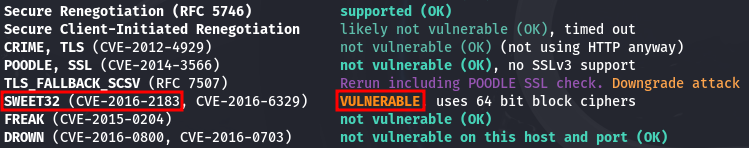 Secure Renegotiation (RFC 5746) supported (OK)
Secure Client-Initiated Renegotiation likely not vulnerable (OK), timed out
CRIME, TLS (CVE-2012-4929) not vulnerable (OK) (not using HTTP anyway)
POODLE, SSL (CVE-2014-3566) not vulnerable (OK), no SSLv3 support
TLS_FALLBACK_SCSV (RFC 7507) Rerun including POODLE SSL check. Downgrade attack
SWEET32 (CVE-2016-2183, CVE-2016-6329) VULNERABLE uses 64 bit block ciphers
FREAK (CVE-2015-0204) not vulnerable (OK)
DROWN (CVE-2016-0800, CVE-2016-0703) not vulnerable on this host and port (OK)